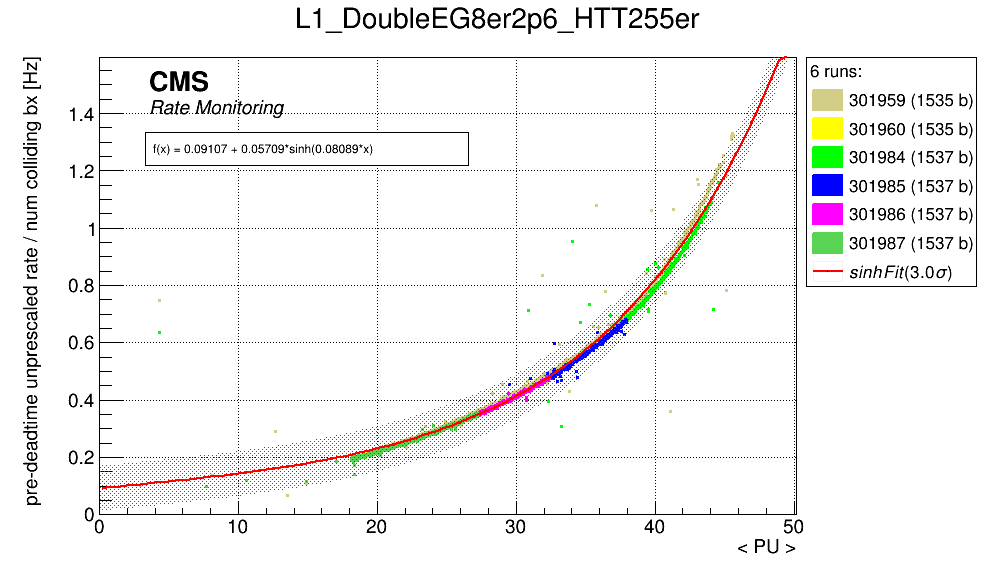 L1_DoubleEG8er2p6_HTT255er
pre-deadtime unprescaled rate / num colliding bx [Hz]
CMS
Rate Monitoring
f(x) = 0.09107 + 0.05709*sinh(0.08089*x)
1.4
1.2
1
0.8
0.6
0.4
0.2
0
0 10 20 30 40 50
< PU >
6 runs:
301959 (1535 b)
301960 (1535 b)
301984 (1537 b)
301985 (1537 b)
301986 (1537 b)
301987 (1537 b)
sinhFit(3.0σ)